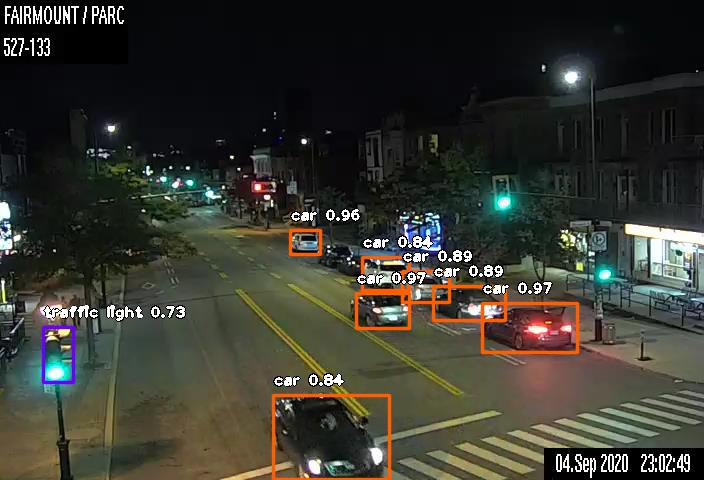 FAIRMOUNT / PARC
527-133
car 0.96
car 0.84
car 0.89
car 0.89
car 0.97
car 0.97
traffic light 0.73
car 0.84
04.Sep 2020 23:02:49